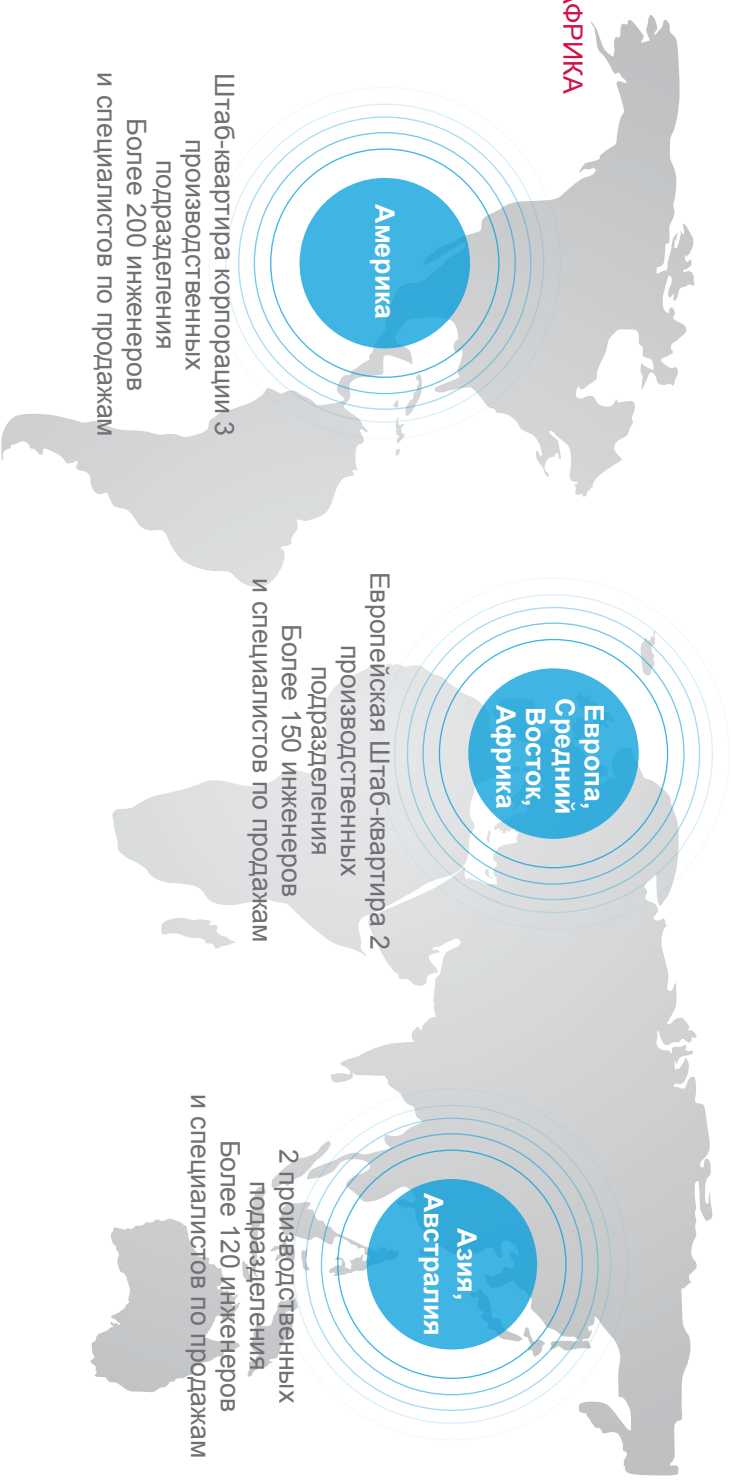 АФРИКА
Америка
Штаб-квартира корпорации 3
производственных
подразделения
Более 200 инженеров
и специалистов по продажам
Европа,
Средний
Восток,
Африка
Европейская Штаб-квартира 2
производственных
подразделения
Более 150 инженеров
и специалистов по продажам
Азия,
Австралия
2 производственных
подразделения
Более 120 инженеров
и специалистов по продажам